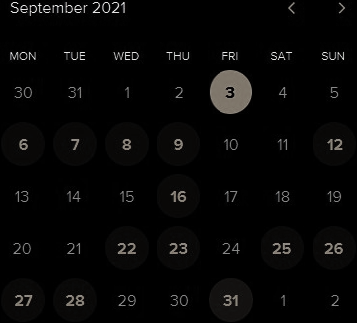 September 2021
MON TUE WED THU FRI SAT SUN
30 31 1 2 3 4 5
6 7 8 9 10 11 12
13 14 15 16 17 18 19
20 21 22 23 24 25 26
27 28 29 30 31 1 2